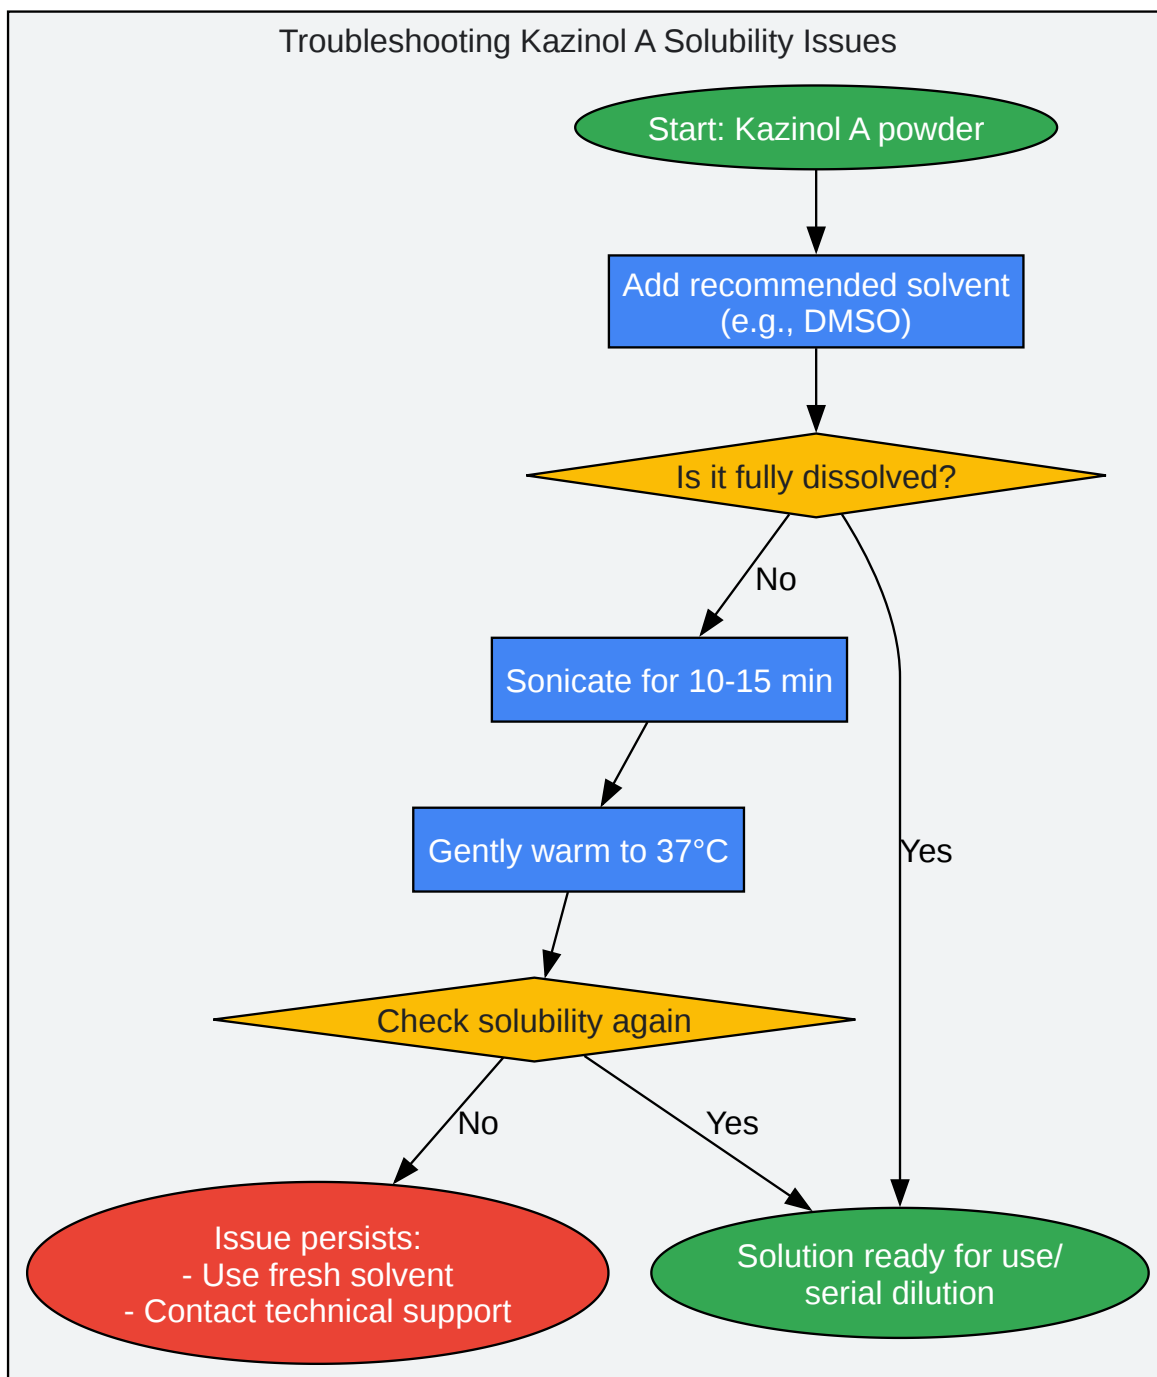 Troubleshooting Kazinol A Solubility Issues
Start: Kazinol A powder
Add recommended solvent
(e.g., DMSO)
Is it fully dissolved?
No
Sonicate for 10-15 min
Gently warm to 37°C
Yes
Check solubility again
No
Yes
Issue persists:
- Use fresh solvent
- Contact technical support
Solution ready for use/
serial dilution